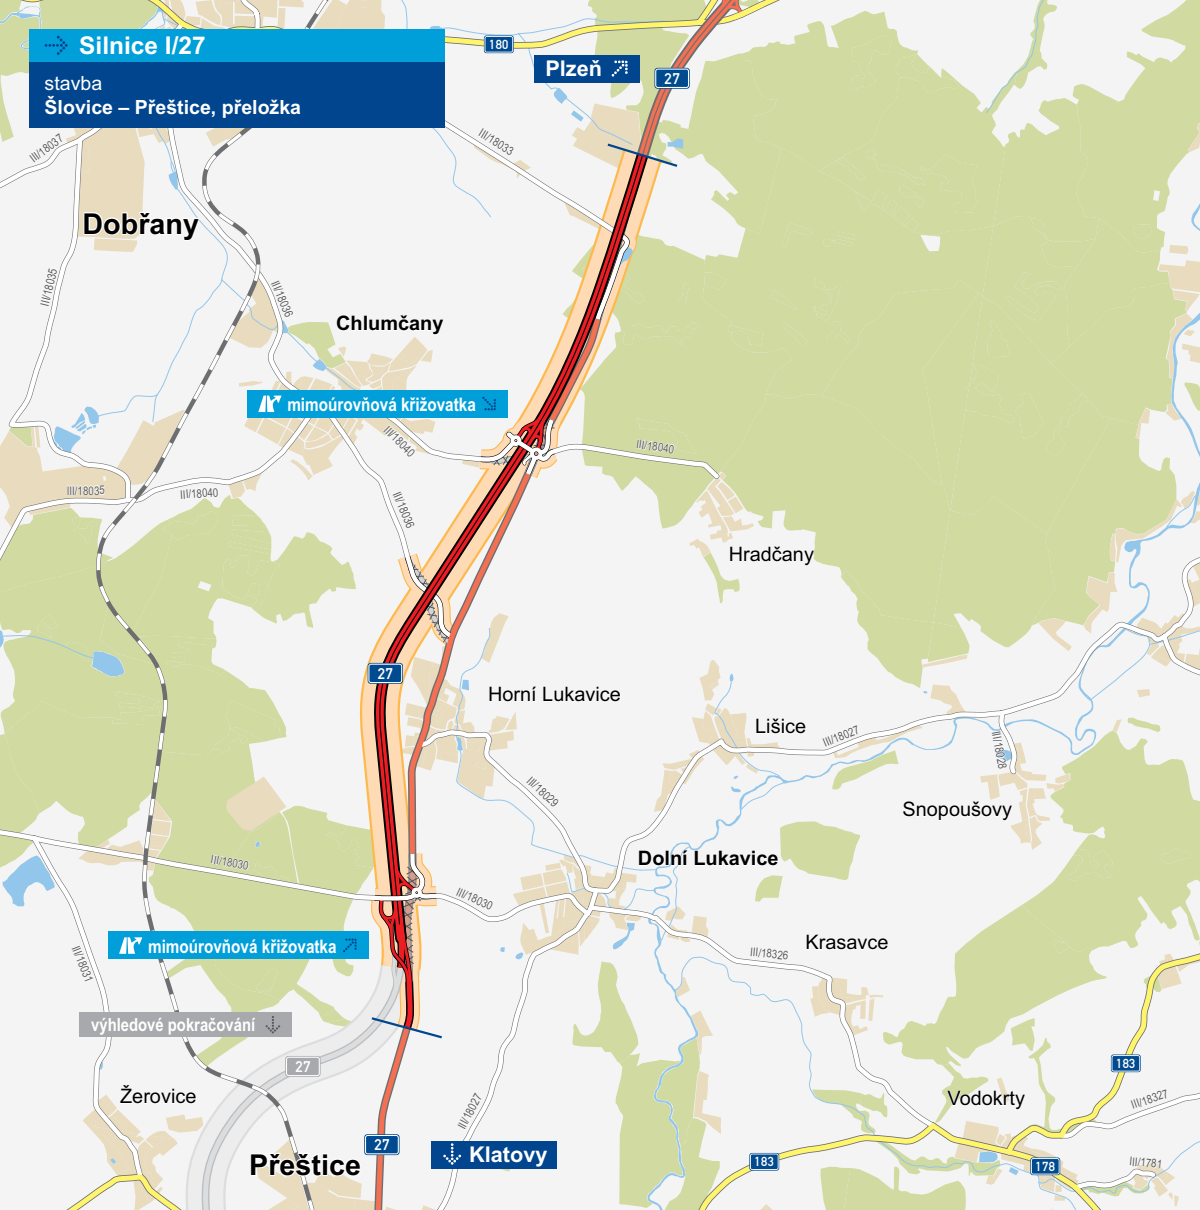 Silnice I/27
stavba
Šlovice – Přeštice, přeložka
180
Plzeň
27
III/18037
III/18033
Dobřany
III/18035
III/18036
Chlumčany
mimoúrovňová křižovatka
III/18040
III/18040
III/18035
III/18040
III/18036
Hradčany
27
Horní Lukavice
Lišice
III/18027
III/18028
III/18029
Snopoušovy
III/18030
Dolní Lukavice
III/18030
mimoúrovňová křižovatka
Krasavce
III/18326
III/18031
výhledové pokračování
27
183
Žerovice
Vodokrty
III/18327
II/18027
27
Klatovy
Přeštice
183
178
III/1781